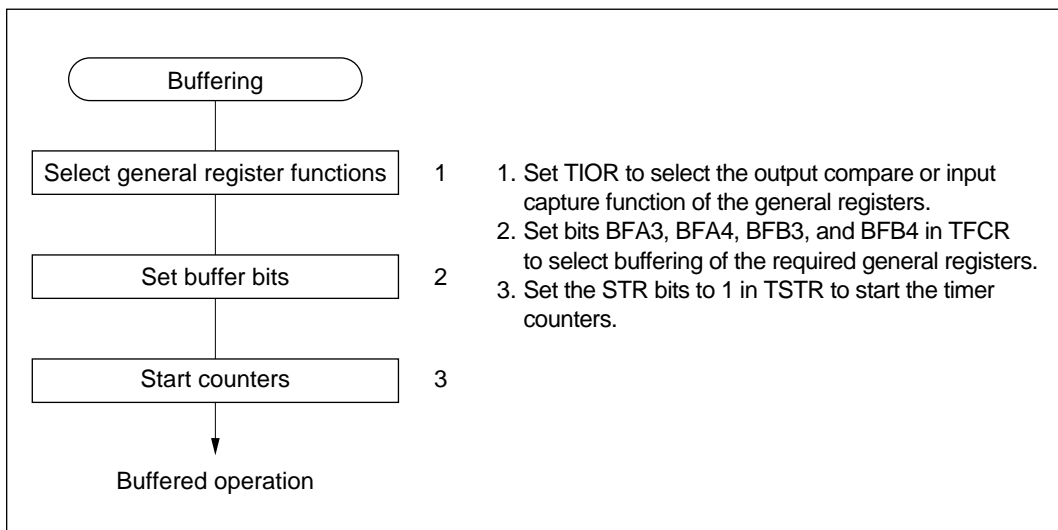 Buffering
Select general register functions 1
Set buffer bits 2
Start counters 3
Buffered operation
1. Set TIOR to select the output compare or input
capture function of the general registers.
2. Set bits BFA3, BFA4, BFB3, and BFB4 in TFCR
to select buffering of the required general registers.
3. Set the STR bits to 1 in TSTR to start the timer
counters.